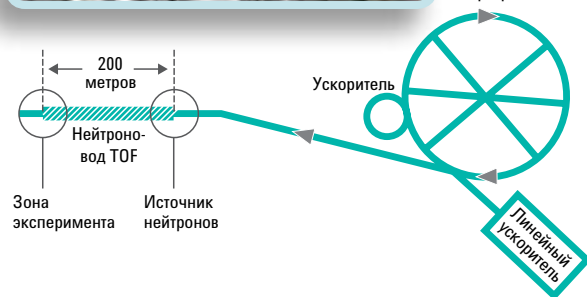 200
метров
Ускоритель
Нейтроно-
вод TOF
Зона
эксперимента
Источник
нейтронов
Линейный
ускоритель